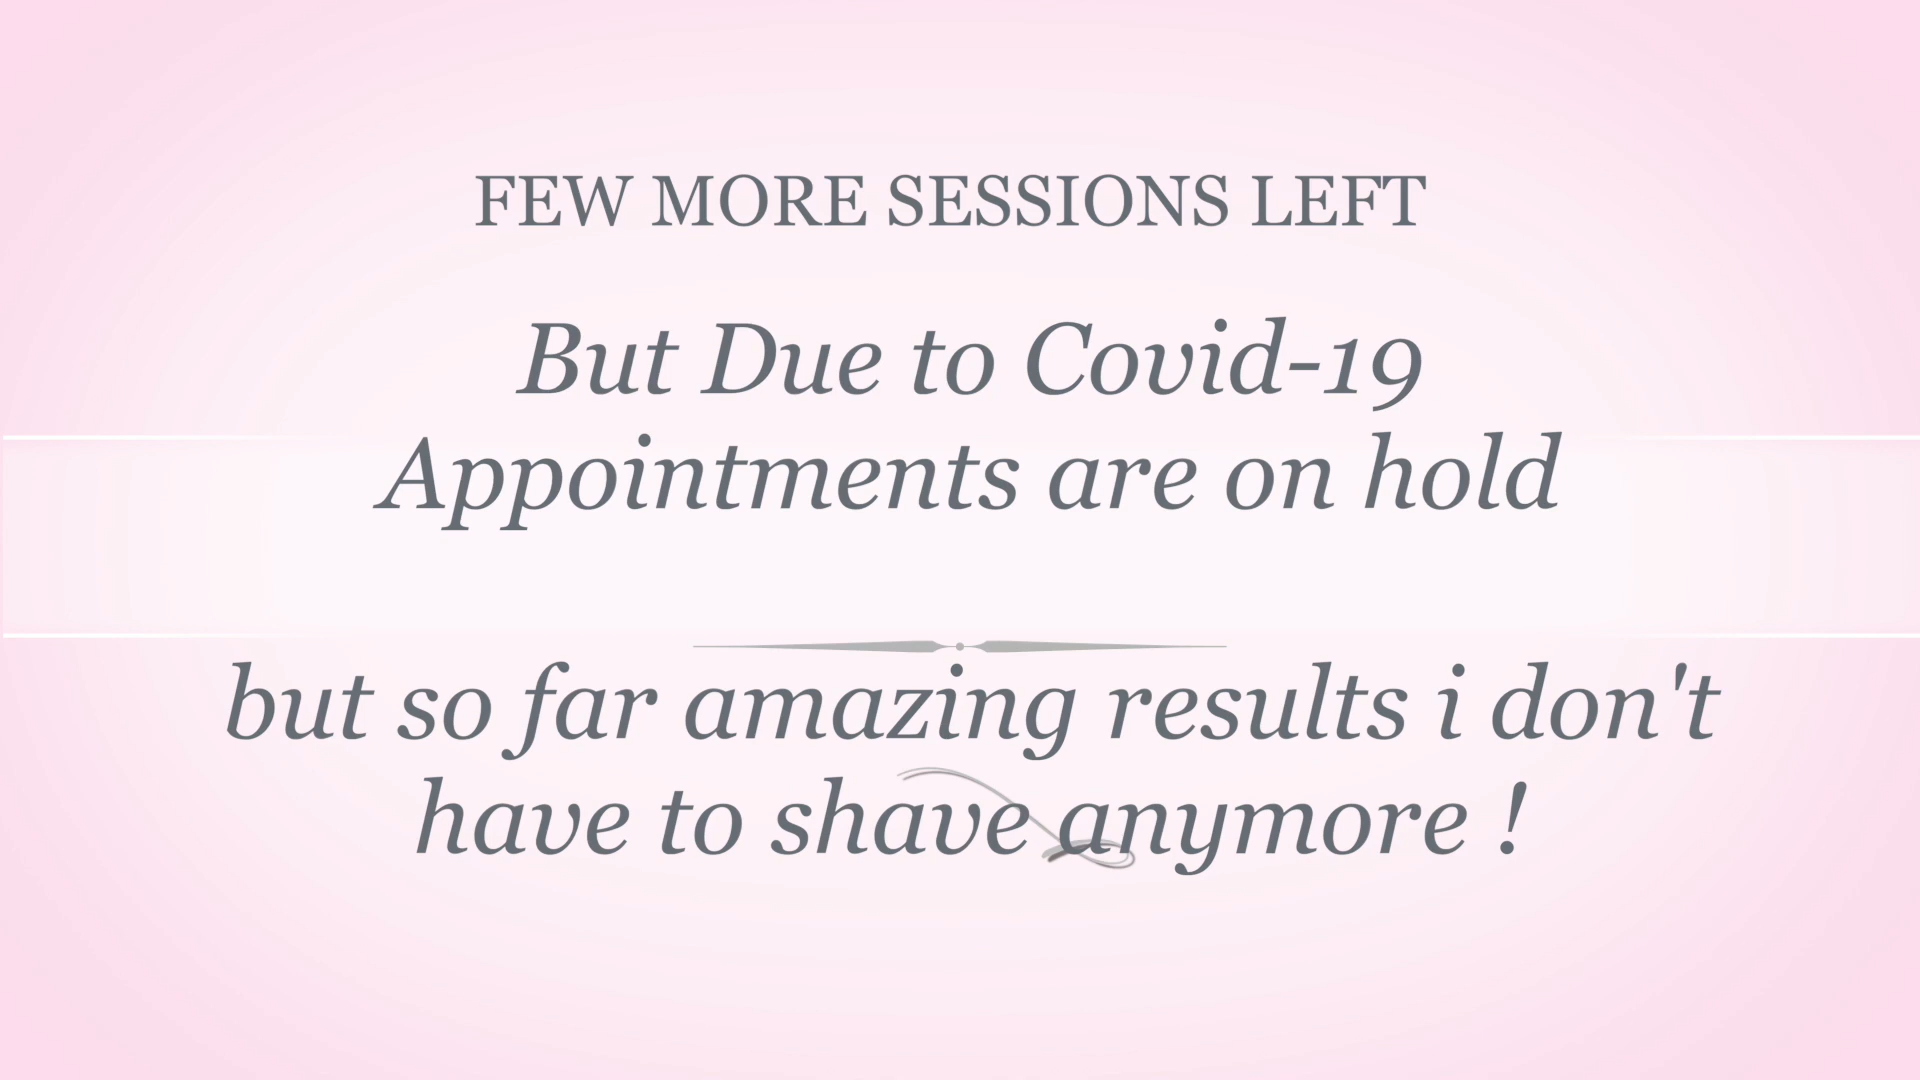 FEW MORE SESSIONS LEFT
But Due to Covid-19
Appointments are on hold
but so far amazing results i don't
have to shave anymore !